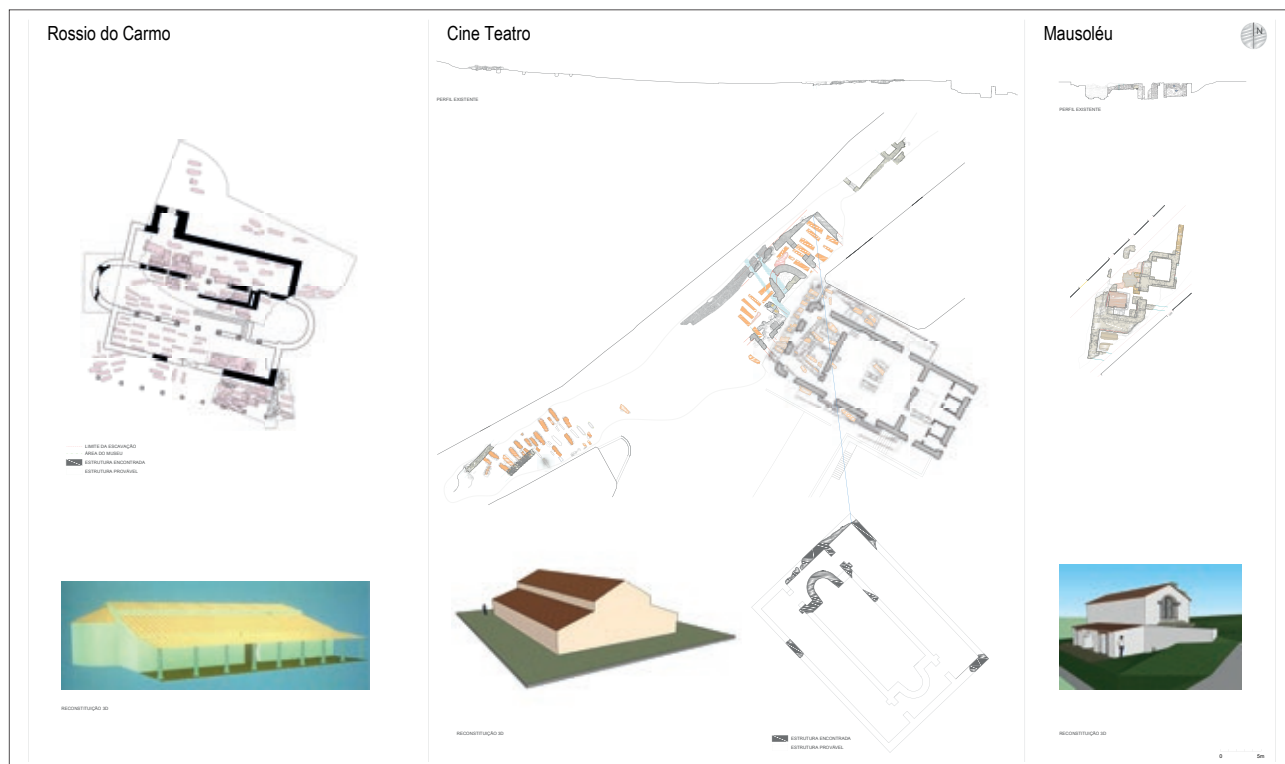 Rossio do Carmo
LIMITE DA ESCAVAÇÃO
ÁREA DO MUSEU
ESTRUTURA ENCONTRADA
ESTRUTURA PROVÁVEL
RECONSTITUIÇÃO 3D
Cine Teatro
PERFIL EXISTENTE
RECONSTITUIÇÃO 3D
ESTRUTURA ENCONTRADA
ESTRUTURA PROVÁVEL
Mausoléu
N
PERFIL EXISTENTE
RECONSTITUIÇÃO 3D
0 5m